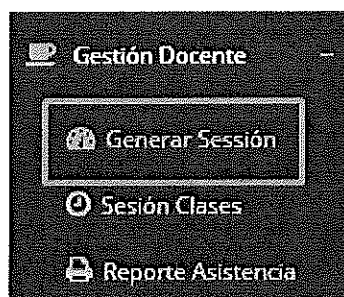 Gestión Docente –
Generar Sessión
Sesión Clases
Reporte Asistencia